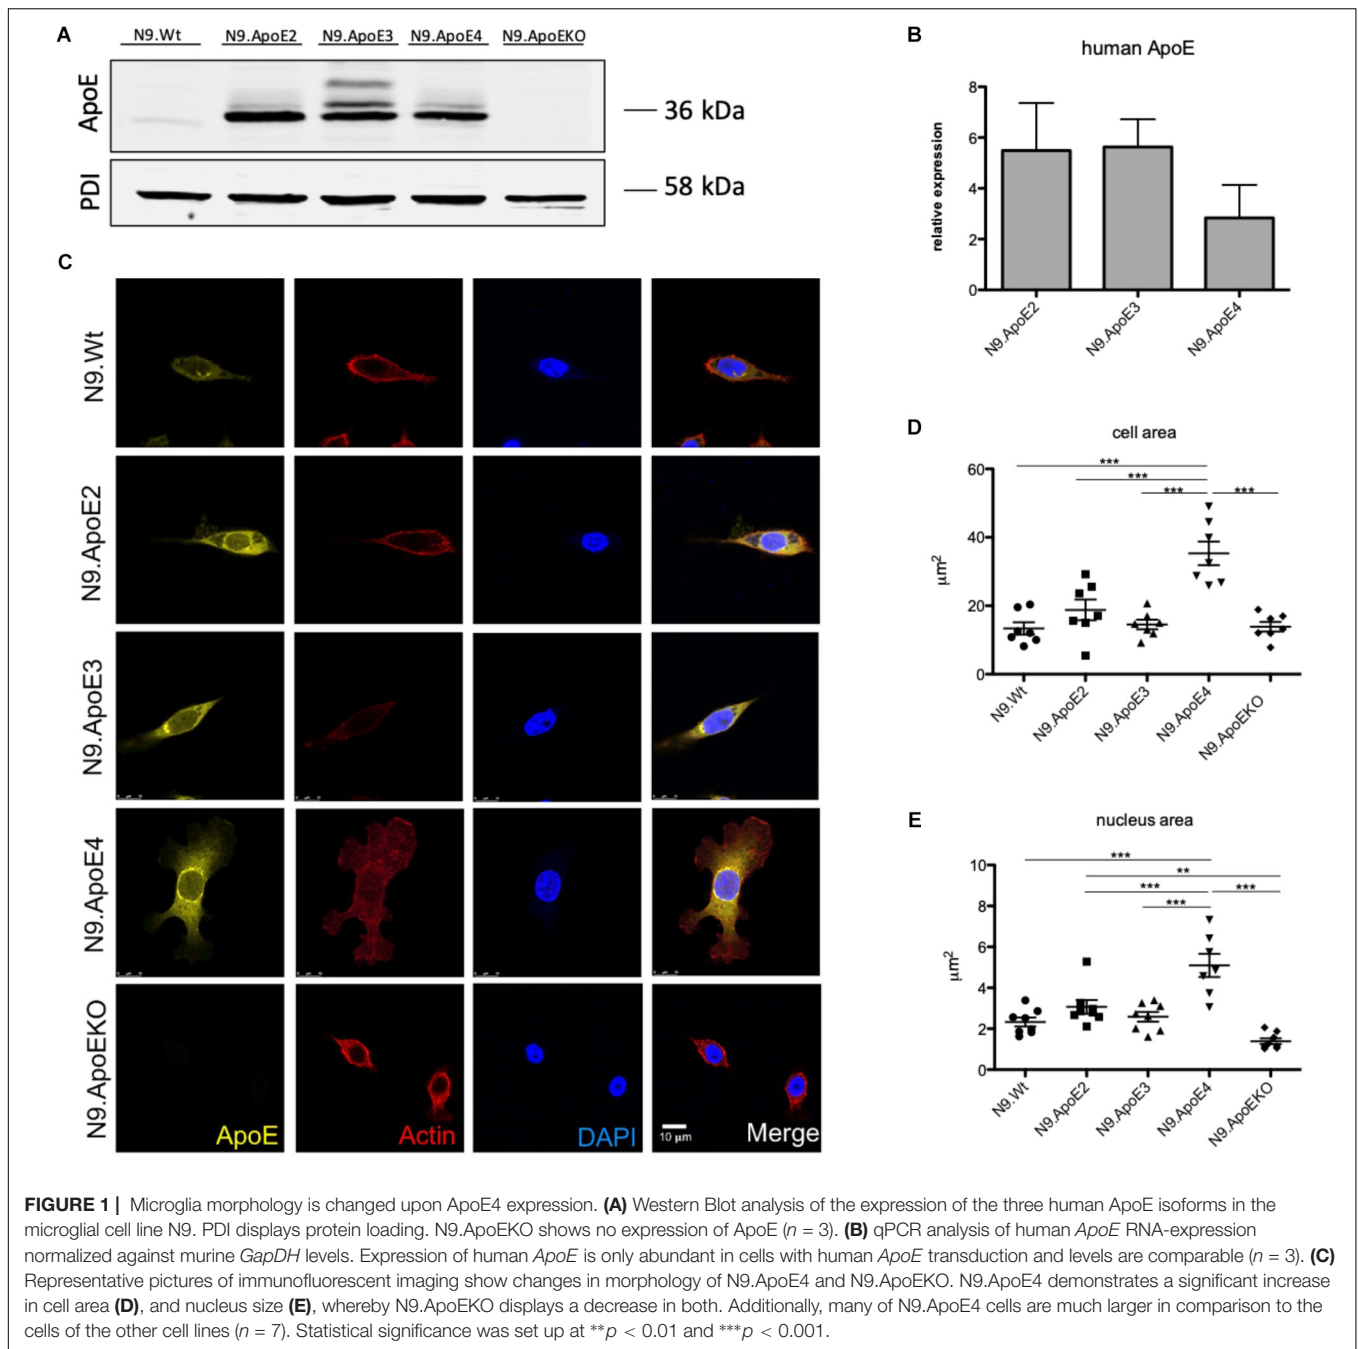 A
N9.Wt N9.ApoE2 N9.ApoE3 N9.ApoE4 N9.ApoEKO
ApoE
36 kDa
PDI
58 kDa
B
human ApoE
relative expression
8
6
4
2
0
N9.ApoE2
N9.ApoE3
N9.ApoE4
C
N9.Wt
N9.ApoE2
N9.ApoE3
N9.ApoE4
N9.ApoEKO
ApoE
Actin
DAPI
10 µm
Merge
D
cell area
***
***
*** ***
µm²
60
40
20
0
N9.Wt
N9.ApoE2
N9.ApoE3
N9.ApoE4
N9.ApoEKO
E
nucleus area
***
**
*** ***
***
µm²
10
8
6
4
2
0
N9.Wt
N9.ApoE2
N9.ApoE3
N9.ApoE4
N9.ApoEKO
FIGURE 1 | Microglia morphology is changed upon ApoE4 expression. (A) Western Blot analysis of the expression of the three human ApoE isoforms in the
microglial cell line N9. PDI displays protein loading. N9.ApoEKO shows no expression of ApoE (n = 3). (B) qPCR analysis of human ApoE RNA-expression
normalized against murine GapDH levels. Expression of human ApoE is only abundant in cells with human ApoE transduction and levels are comparable (n = 3). (C)
Representative pictures of immunofluorescent imaging show changes in morphology of N9.ApoE4 and N9.ApoEKO. N9.ApoE4 demonstrates a significant increase
in cell area (D), and nucleus size (E), whereby N9.ApoEKO displays a decrease in both. Additionally, many of N9.ApoE4 cells are much larger in comparison to the
cells of the other cell lines (n = 7). Statistical significance was set up at **p < 0.01 and ***p < 0.001.